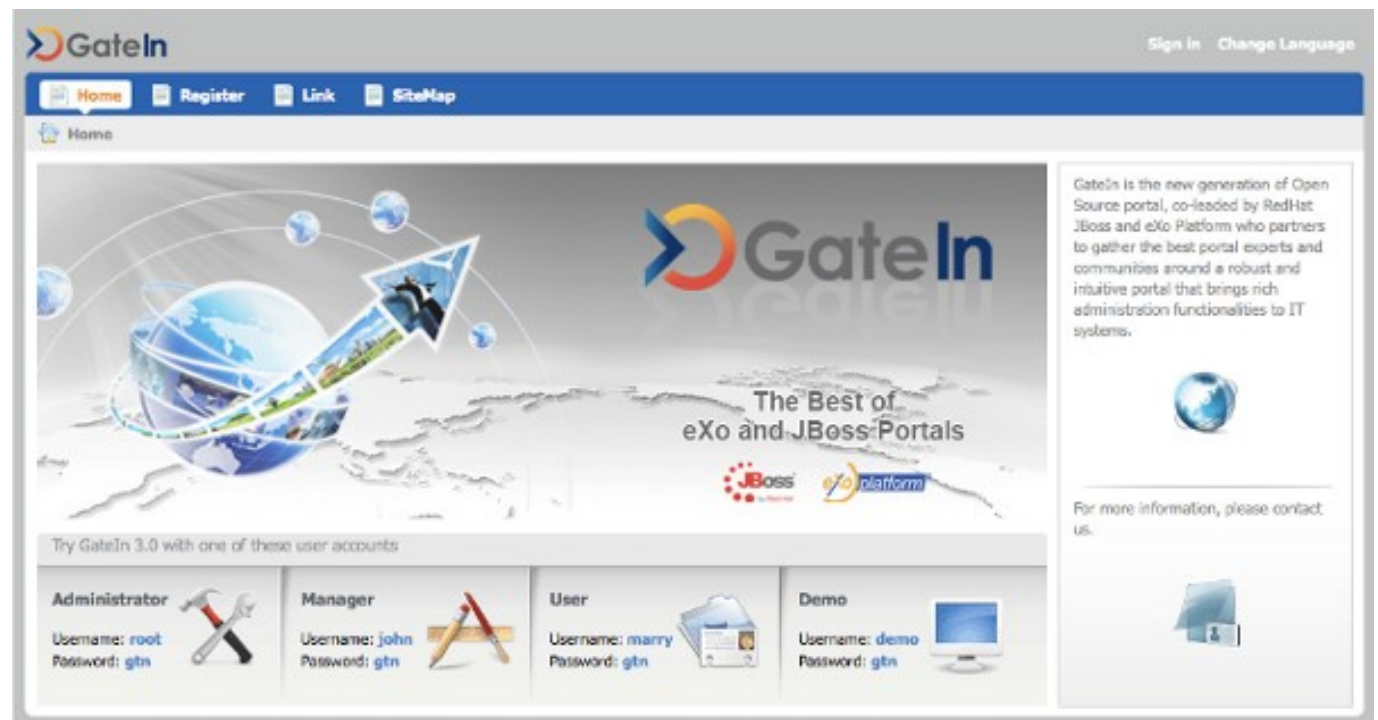 GateIn
Sign in Change Language
Home Register Link SiteMap
Home
GateIn
The Best of
eXo and JBoss Portals
JBoss eXo platform
by Red Hat
GateIn is the new generation of Open
Source portal, co-leaded by RedHat
JBoss and eXo Platform who partners
to gather the best portal experts and
communities around a robust and
intuitive portal that brings rich
administration functionalities to IT
systems.
For more information, please contact
us.
Try GateIn 3.0 with one of these user accounts
Administrator
Username: root
Password: gtn
Manager
Username: john
Password: gtn
User
Username: marry
Password: gtn
Demo
Username: demo
Password: gtn